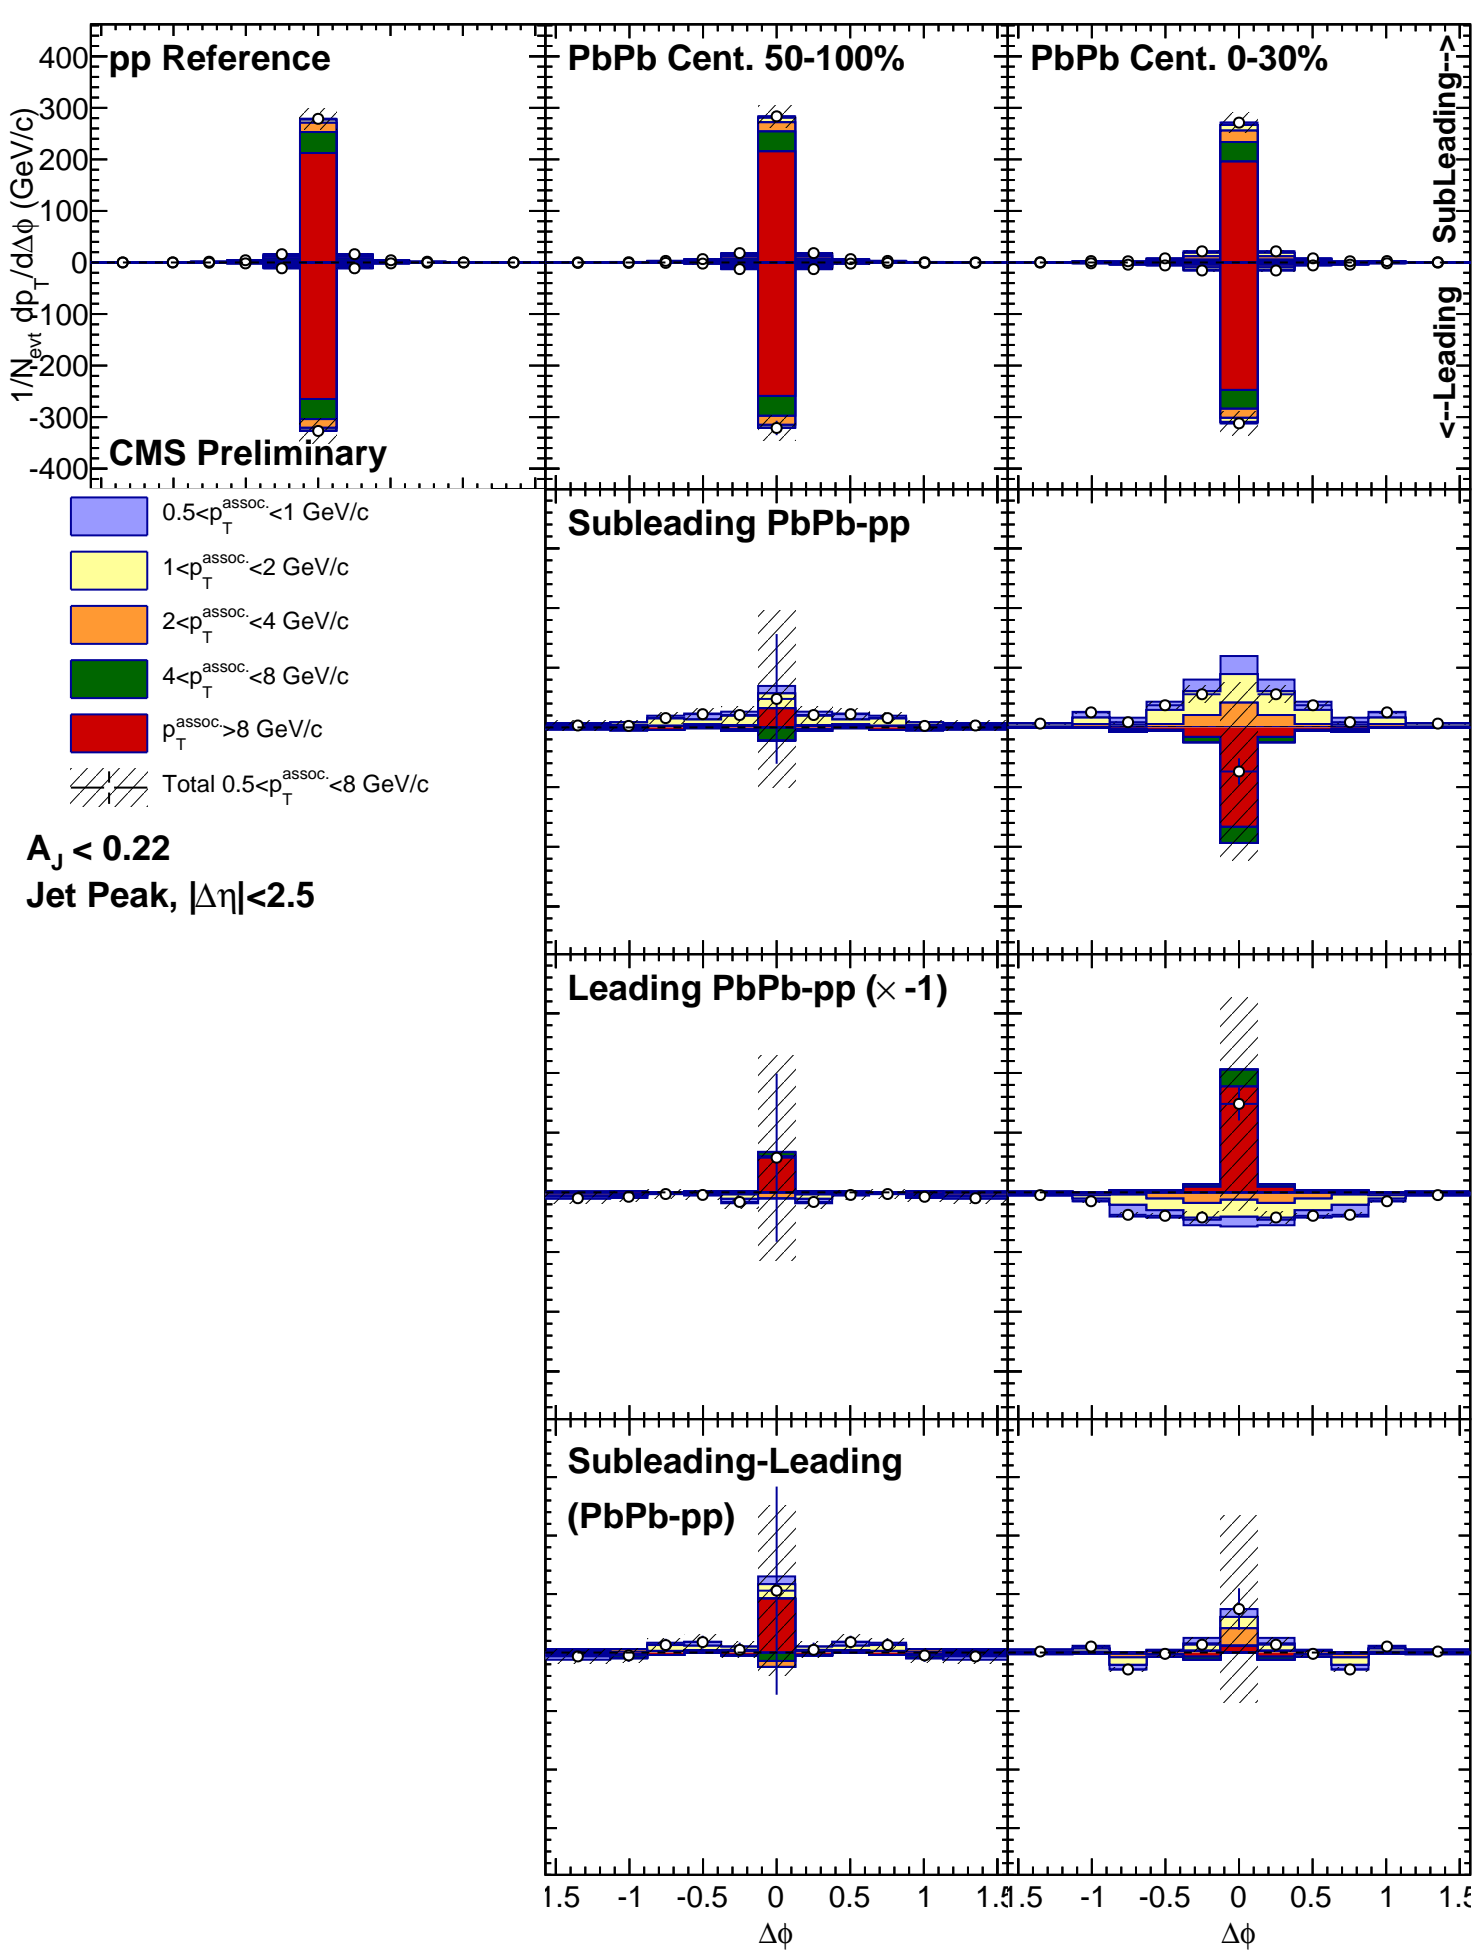 pp Reference
PbPb Cent. 50-100%
PbPb Cent. 0-30%
SubLeading-->
<--Leading
1/N_evt dp_T/dΔϕ (GeV/c)
400
300
200
100
0
-100
-200
-300
-400
CMS Preliminary
0.5<p_T^assoc.<1 GeV/c
1<p_T^assoc.<2 GeV/c
2<p_T^assoc.<4 GeV/c
4<p_T^assoc.<8 GeV/c
p_T^assoc.>8 GeV/c
Total 0.5<p_T^assoc.<8 GeV/c
A_J < 0.22
Jet Peak, |Δη|<2.5
Subleading PbPb-pp
Leading PbPb-pp (× -1)
Subleading-Leading
(PbPb-pp)
1.5 -1 -0.5 0 0.5 1 1.5 -1 -0.5 0 0.5 1 1.5
Δϕ Δϕ